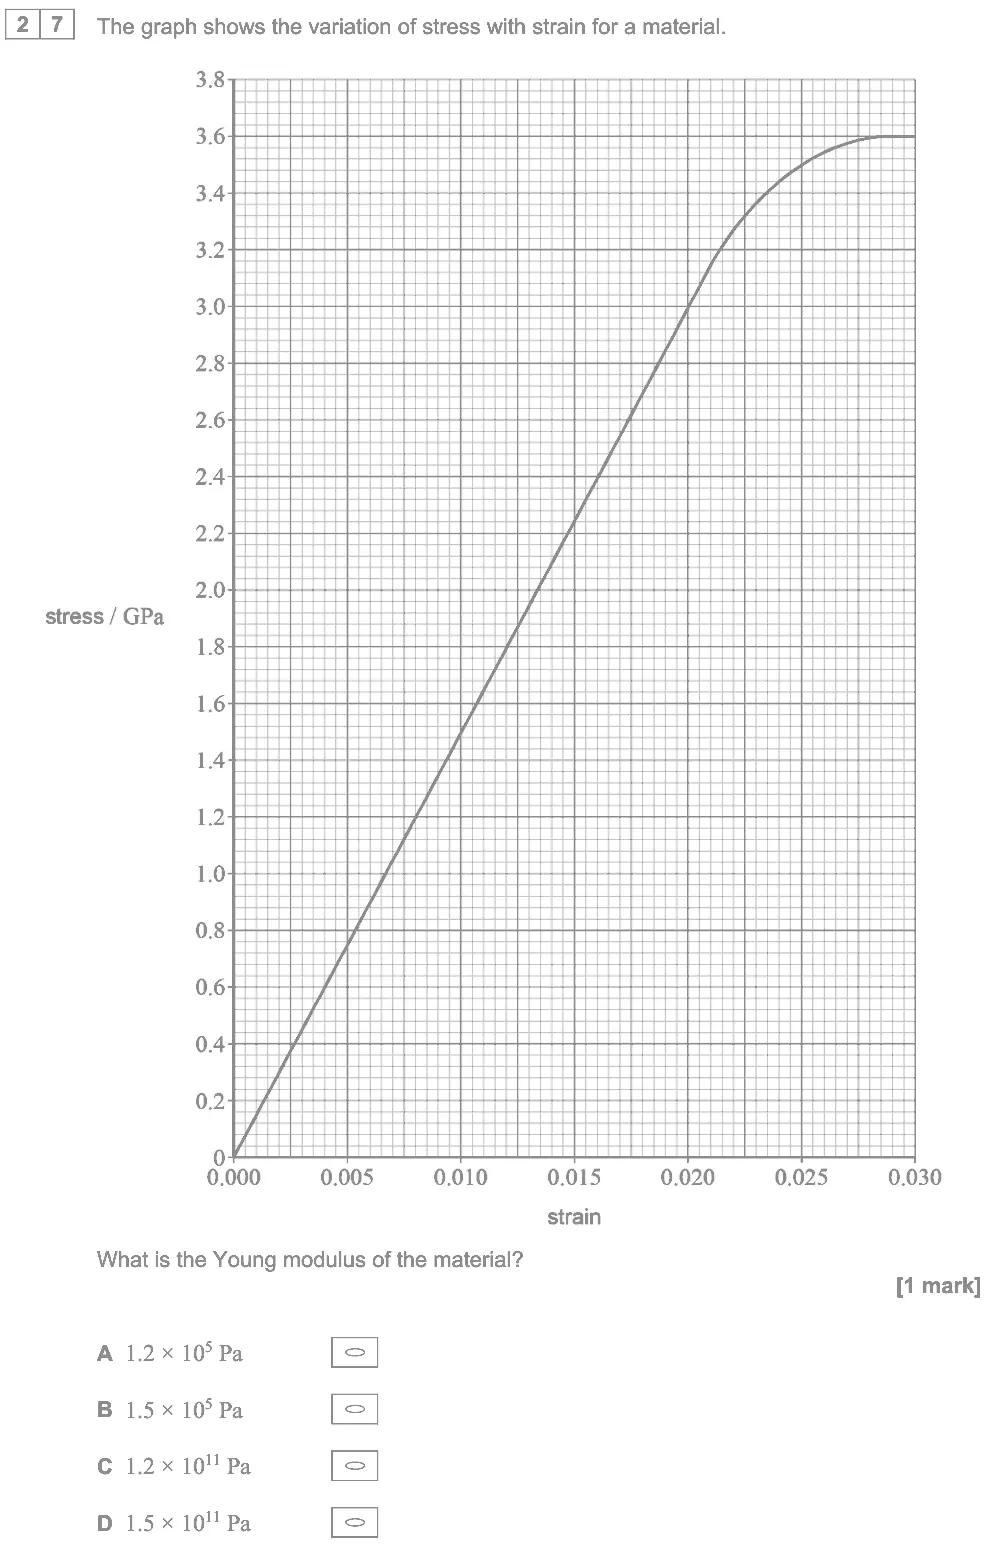 2 7 The graph shows the variation of stress with strain for a material.
3.8
3.6
3.4
3.2
3.0
2.8
2.6
2.4
2.2
2.0
stress / GPa
1.8
1.6
1.4
1.2
1.0
0.8
0.6
0.4
0.2
0
0.000 0.005 0.010 0.015 0.020 0.025 0.030
strain
What is the Young modulus of the material?
[1 mark]
A 1.2 × 10⁵ Pa
B 1.5 × 10⁵ Pa
C 1.2 × 10¹¹ Pa
D 1.5 × 10¹¹ Pa